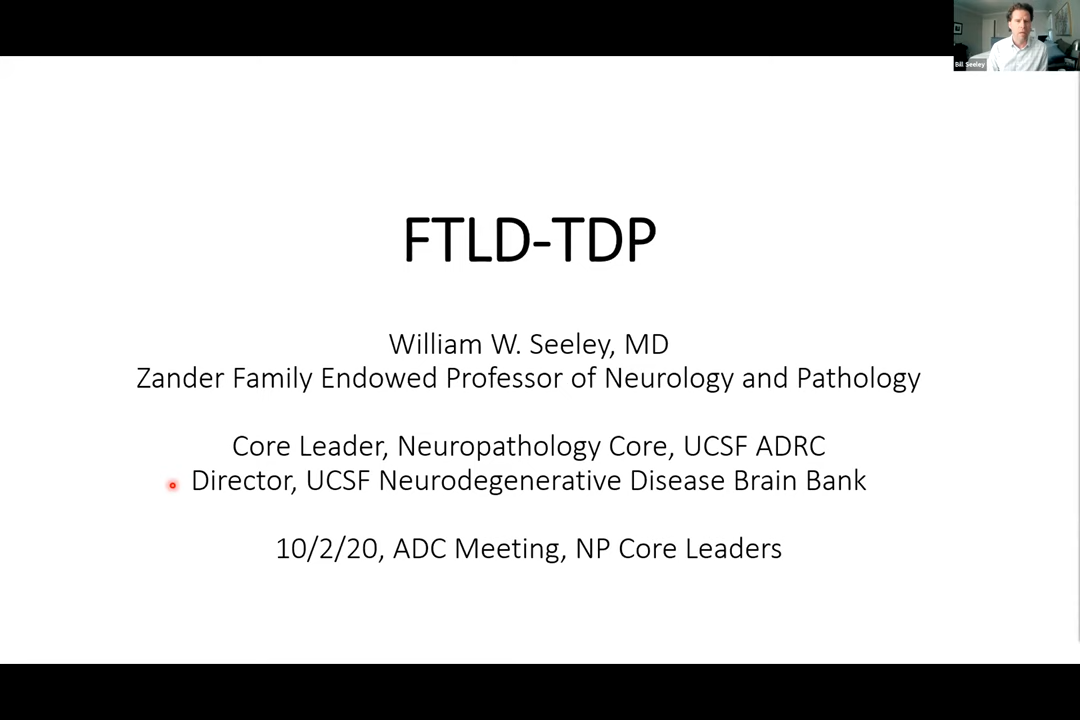 Bill Seeley
FTLD-TDP
William W. Seeley, MD
Zander Family Endowed Professor of Neurology and Pathology
Core Leader, Neuropathology Core, UCSF ADRC
Director, UCSF Neurodegenerative Disease Brain Bank
10/2/20, ADC Meeting, NP Core Leaders